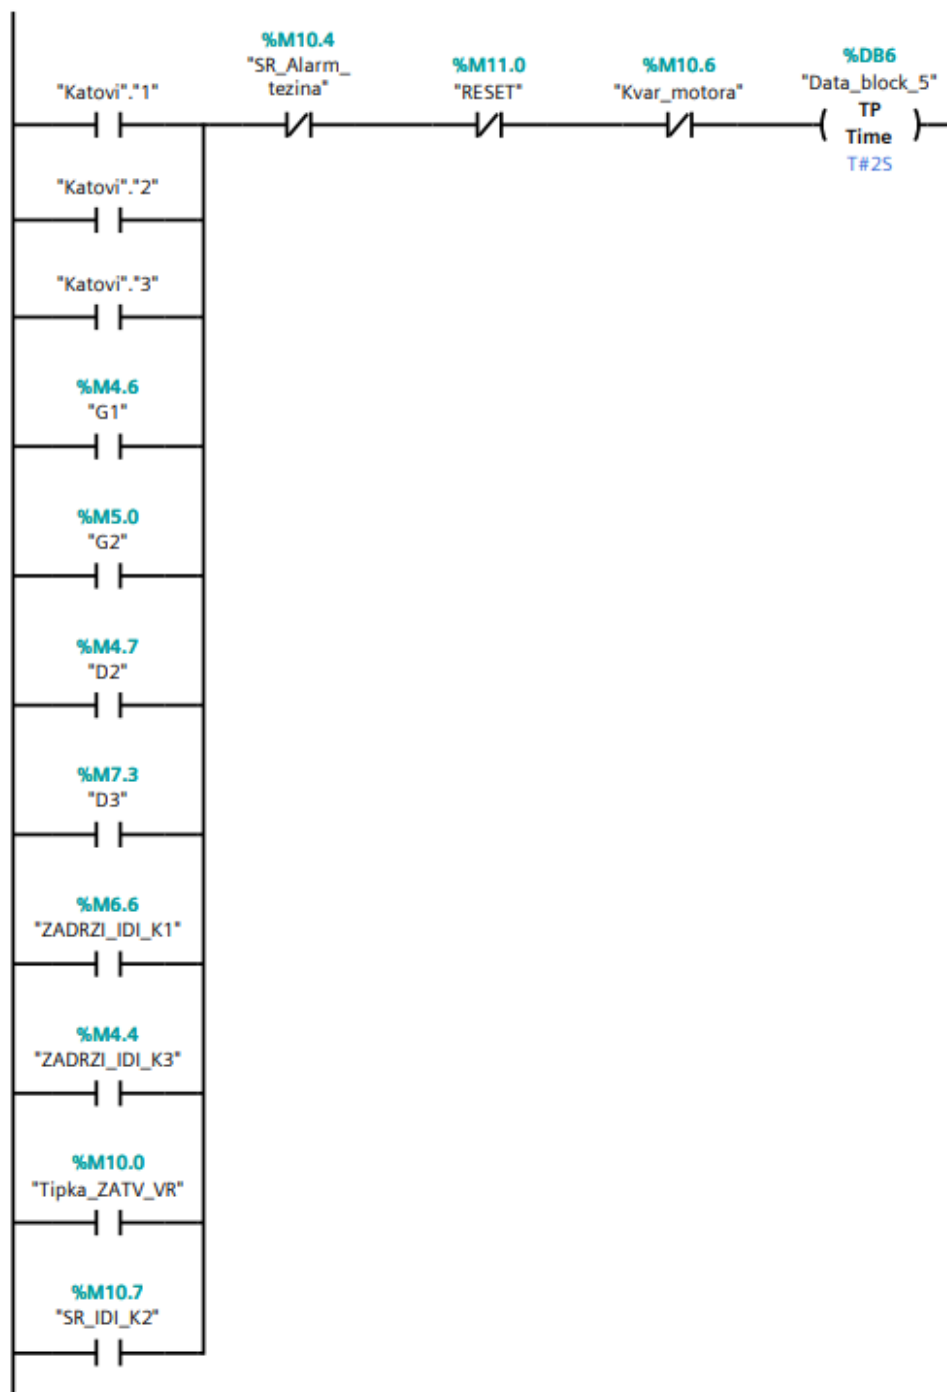 %M10.4
"SR_Alarm_
tezina"
%M11.0
"RESET"
%M10.6
"Kvar_motora"
%DB6
"Data_block_5"
TP
Time
T#2S
"Katovi"."1"
"Katovi"."2"
"Katovi"."3"
%M4.6
"G1"
%M5.0
"G2"
%M4.7
"D2"
%M7.3
"D3"
%M6.6
"ZADRZI_IDI_K1"
%M4.4
"ZADRZI_IDI_K3"
%M10.0
"Tipka_ZATV_VR"
%M10.7
"SR_IDI_K2"